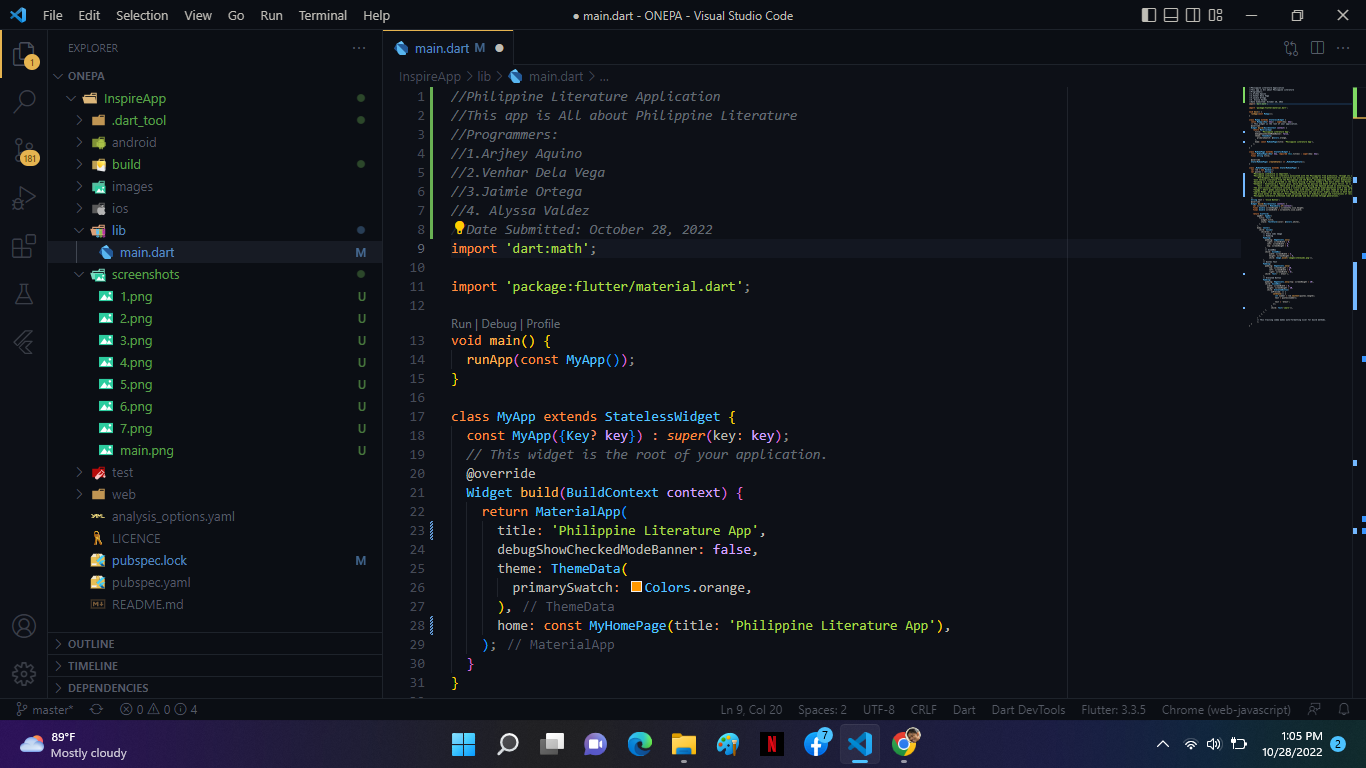 File Edit Selection View Go Run Terminal Help
● main.dart - ONEPA - Visual Studio Code
EXPLORER
ONEPA
InspireApp
.dart_tool
android
build
images
ios
lib
main.dart M
screenshots
1.png U
2.png U
3.png U
4.png U
5.png U
6.png U
7.png U
main.png U
test
web
analysis_options.yaml
LICENCE
pubspec.lock M
pubspec.yaml
README.md
OUTLINE
TIMELINE
DEPENDENCIES
1
181
main.dart M
InspireApp > lib > main.dart > ...
1 //Philippine Literature Application
2 //This app is All about Philippine Literature
3 //Programmers:
4 //1.Arjhey Aquino
5 //2.Venhar Dela Vega
6 //3.Jaimie Ortega
7 //4. Alyssa Valdez
8 Date Submitted: October 28, 2022
9 import 'dart:math';
10
11 import 'package:flutter/material.dart';
12
Run | Debug | Profile
13 void main() {
14 runApp(const MyApp());
15 }
16
17 class MyApp extends StatelessWidget {
18 const MyApp({Key? key}) : super(key: key);
19 // This widget is the root of your application.
20 @override
21 Widget build(BuildContext context) {
22 return MaterialApp(
23 title: 'Philippine Literature App',
24 debugShowCheckedModeBanner: false,
25 theme: ThemeData(
26 primarySwatch: Colors.orange,
27 ), // ThemeData
28 home: const MyHomePage(title: 'Philippine Literature App'),
29 ); // MaterialApp
30 }
31 }
master* 0 0 4
Ln 9, Col 20 Spaces: 2 UTF-8 CRLF Dart Dart DevTools Flutter: 3.3.5 Chrome (web-javascript)
89°F
Mostly cloudy
7
1:05 PM
10/28/2022 2